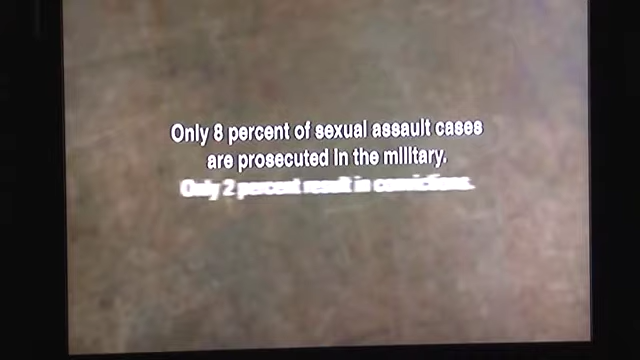 Only 8 percent of sexual assault cases
are prosecuted in the military.
Only 2 percent result in convictions.